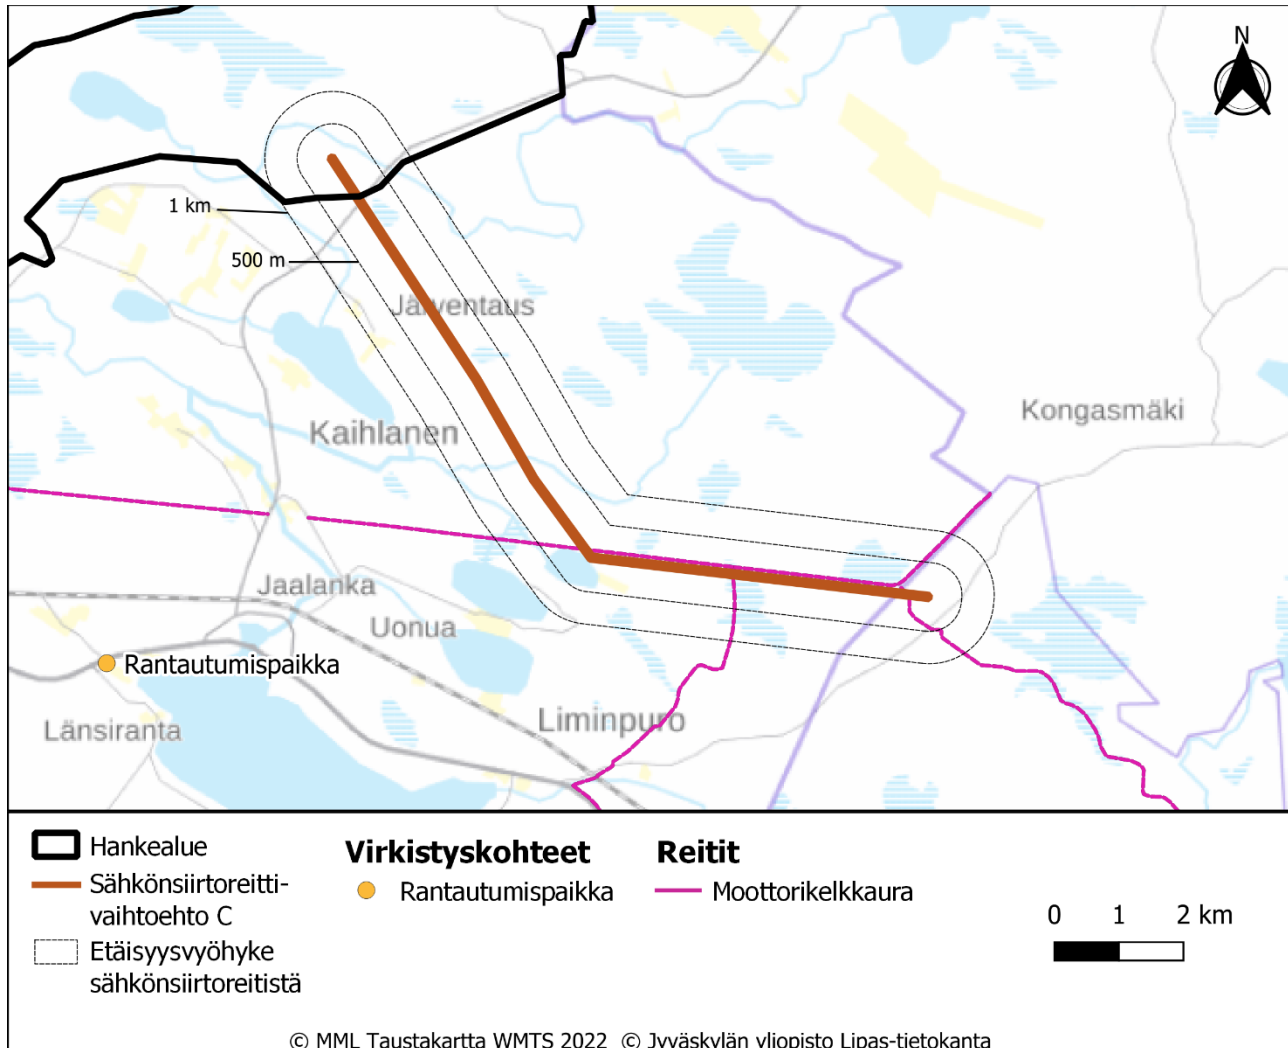 N
1 km
500 m
Järventaus
Kaihlanen
Kongasmäki
Jaalanka
Uonua
Rantautumispaikka
Länsiranta
Liminpuro
Hankealue
Sähkönsiirtoreitti-
vaihtoehto C
Etäisyysvyöhyke
sähkönsiirtoreitistä
Virkistyskohteet
Rantautumispaikka
Reitit
Moottorikelkkaura
0 1 2 km
© MML Taustakartta WMTS 2022 © Jyväskylän yliopisto Lipas-tietokanta